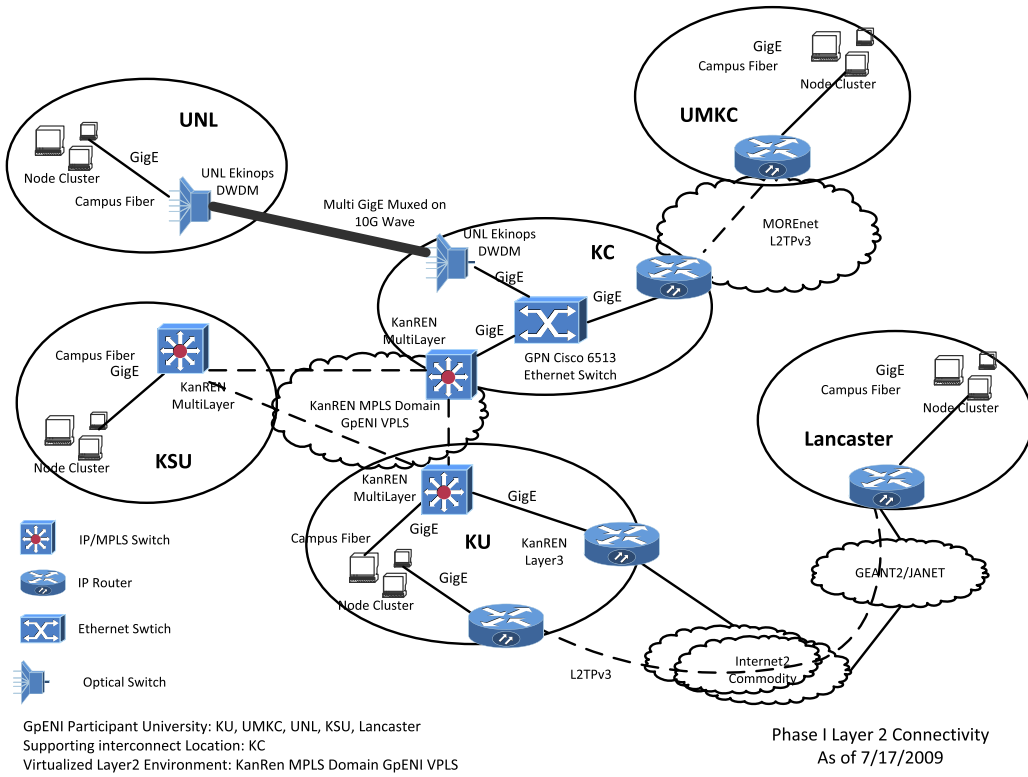 GigE
Campus Fiber
Node Cluster
UMKC
UNL
GigE
Node Cluster
Campus Fiber
UNL Ekinops
DWDM
Multi GigE Muxed on
10G Wave
MOREnet
L2TPv3
UNL Ekinops
DWDM
KC
GigE
GigE
GigE
KanREN
MultiLayer
GPN Cisco 6513
Ethernet Switch
Campus Fiber
GigE
KanREN
MultiLayer
Node Cluster
KSU
KanREN MPLS Domain
GpENI VPLS
GigE
Campus Fiber
Node Cluster
Lancaster
KanREN
MultiLayer
GigE
GigE
Campus Fiber
KU
KanREN
Layer3
GigE
Node Cluster
GEANT2/JANET
L2TPv3
Internet2
Commodity
IP/MPLS Switch
IP Router
Ethernet Swtich
Optical Switch
GpENI Participant University: KU, UMKC, UNL, KSU, Lancaster
Supporting interconnect Location: KC
Virtualized Layer2 Environment: KanRen MPLS Domain GpENI VPLS
Phase I Layer 2 Connectivity
As of 7/17/2009